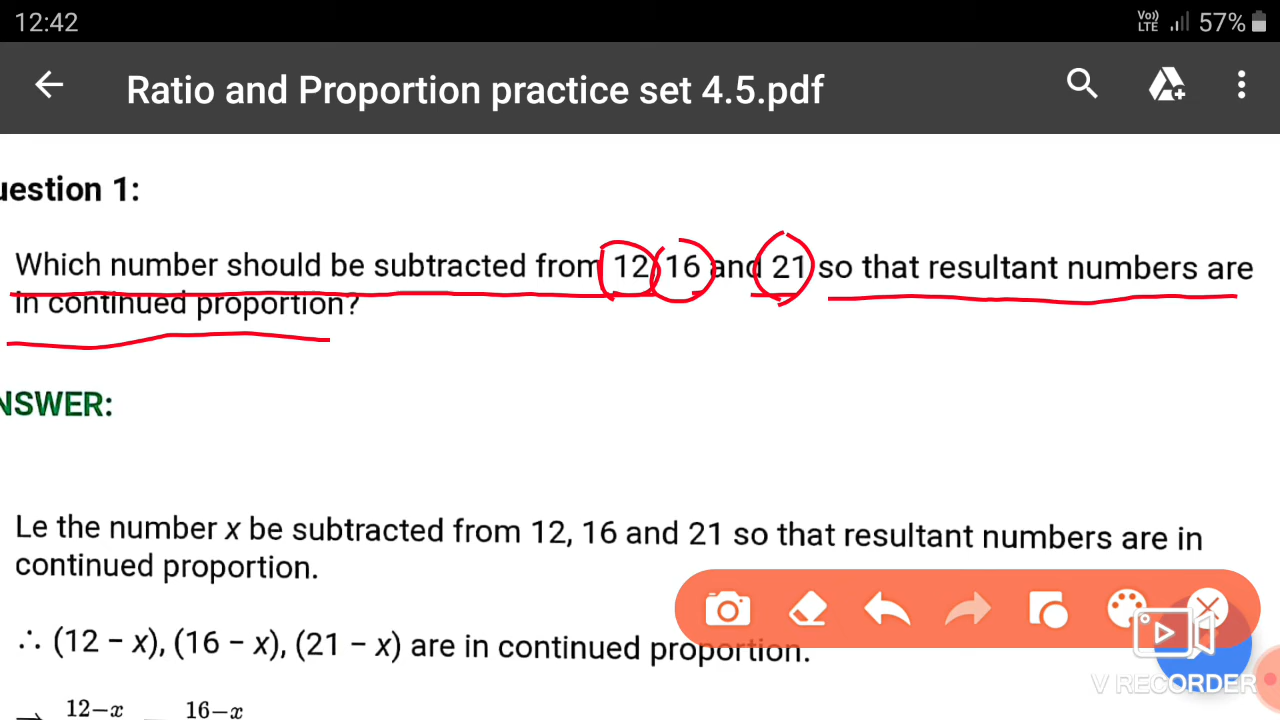 12:42 Vo)) LTE 57%
Ratio and Proportion practice set 4.5.pdf
uestion 1:
Which number should be subtracted from 12, 16 and 21 so that resultant numbers are
in continued proportion?
NSWER:
Le the number x be subtracted from 12, 16 and 21 so that resultant numbers are in
continued proportion.
∴ (12 − x), (16 − x), (21 − x) are in continued proportion.
⇒ 12−x = 16−x
V RECORDER